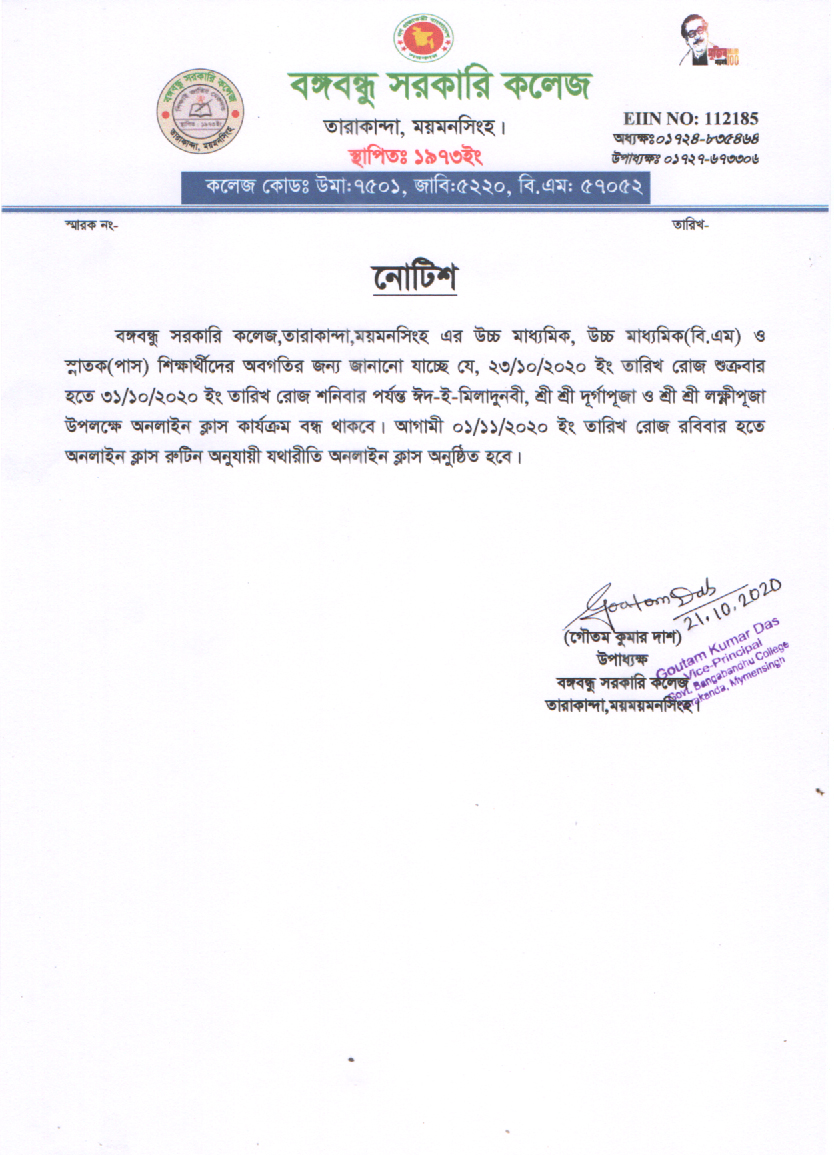 বঙ্গবন্ধু সরকারি কলেজ
তারাকান্দা, ময়মনসিংহ।
স্থাপিতঃ ১৯৭৩ইং
EIIN NO: 112185
অধ্যক্ষঃ০১৭২৪-৮৩৫৪৬৪
উপাধ্যক্ষঃ ০১৭২৭-৬৭৩৩০৬
কলেজ কোডঃ উমা:৭৫০১, জাবি:৫২২০, বি.এম: ৫৭০৫২
স্মারক নং-
তারিখ-
নোটিশ
বঙ্গবন্ধু সরকারি কলেজ,তারাকান্দা,ময়মনসিংহ এর উচ্চ মাধ্যমিক, উচ্চ মাধ্যমিক(বি.এম) ও
স্নাতক(পাস) শিক্ষার্থীদের অবগতির জন্য জানানো যাচ্ছে যে, ২৩/১০/২০২০ ইং তারিখ রোজ শুক্রবার
হতে ৩১/১০/২০২০ ইং তারিখ রোজ শনিবার পর্যন্ত ঈদ-ই-মিলাদুনবী, শ্রী শ্রী দূর্গাপূজা ও শ্রী শ্রী লক্ষীপূজা
উপলক্ষে অনলাইন ক্লাস কার্যক্রম বন্ধ থাকবে। আগামী ০১/১১/২০২০ ইং তারিখ রোজ রবিবার হতে
অনলাইন ক্লাস রুটিন অনুযায়ী যথারীতি অনলাইন ক্লাস অনুষ্ঠিত হবে।
Goutom Das
21.10.2020
(গৌতম কুমার দাশ)
উপাধ্যক্ষ
বঙ্গবন্ধু সরকারি কলেজ
তারাকান্দা,ময়ময়মনসিংহ।
Goutam Kumar Das
Vice-Principal
Govt. Bangabandhu College
Mymensingh